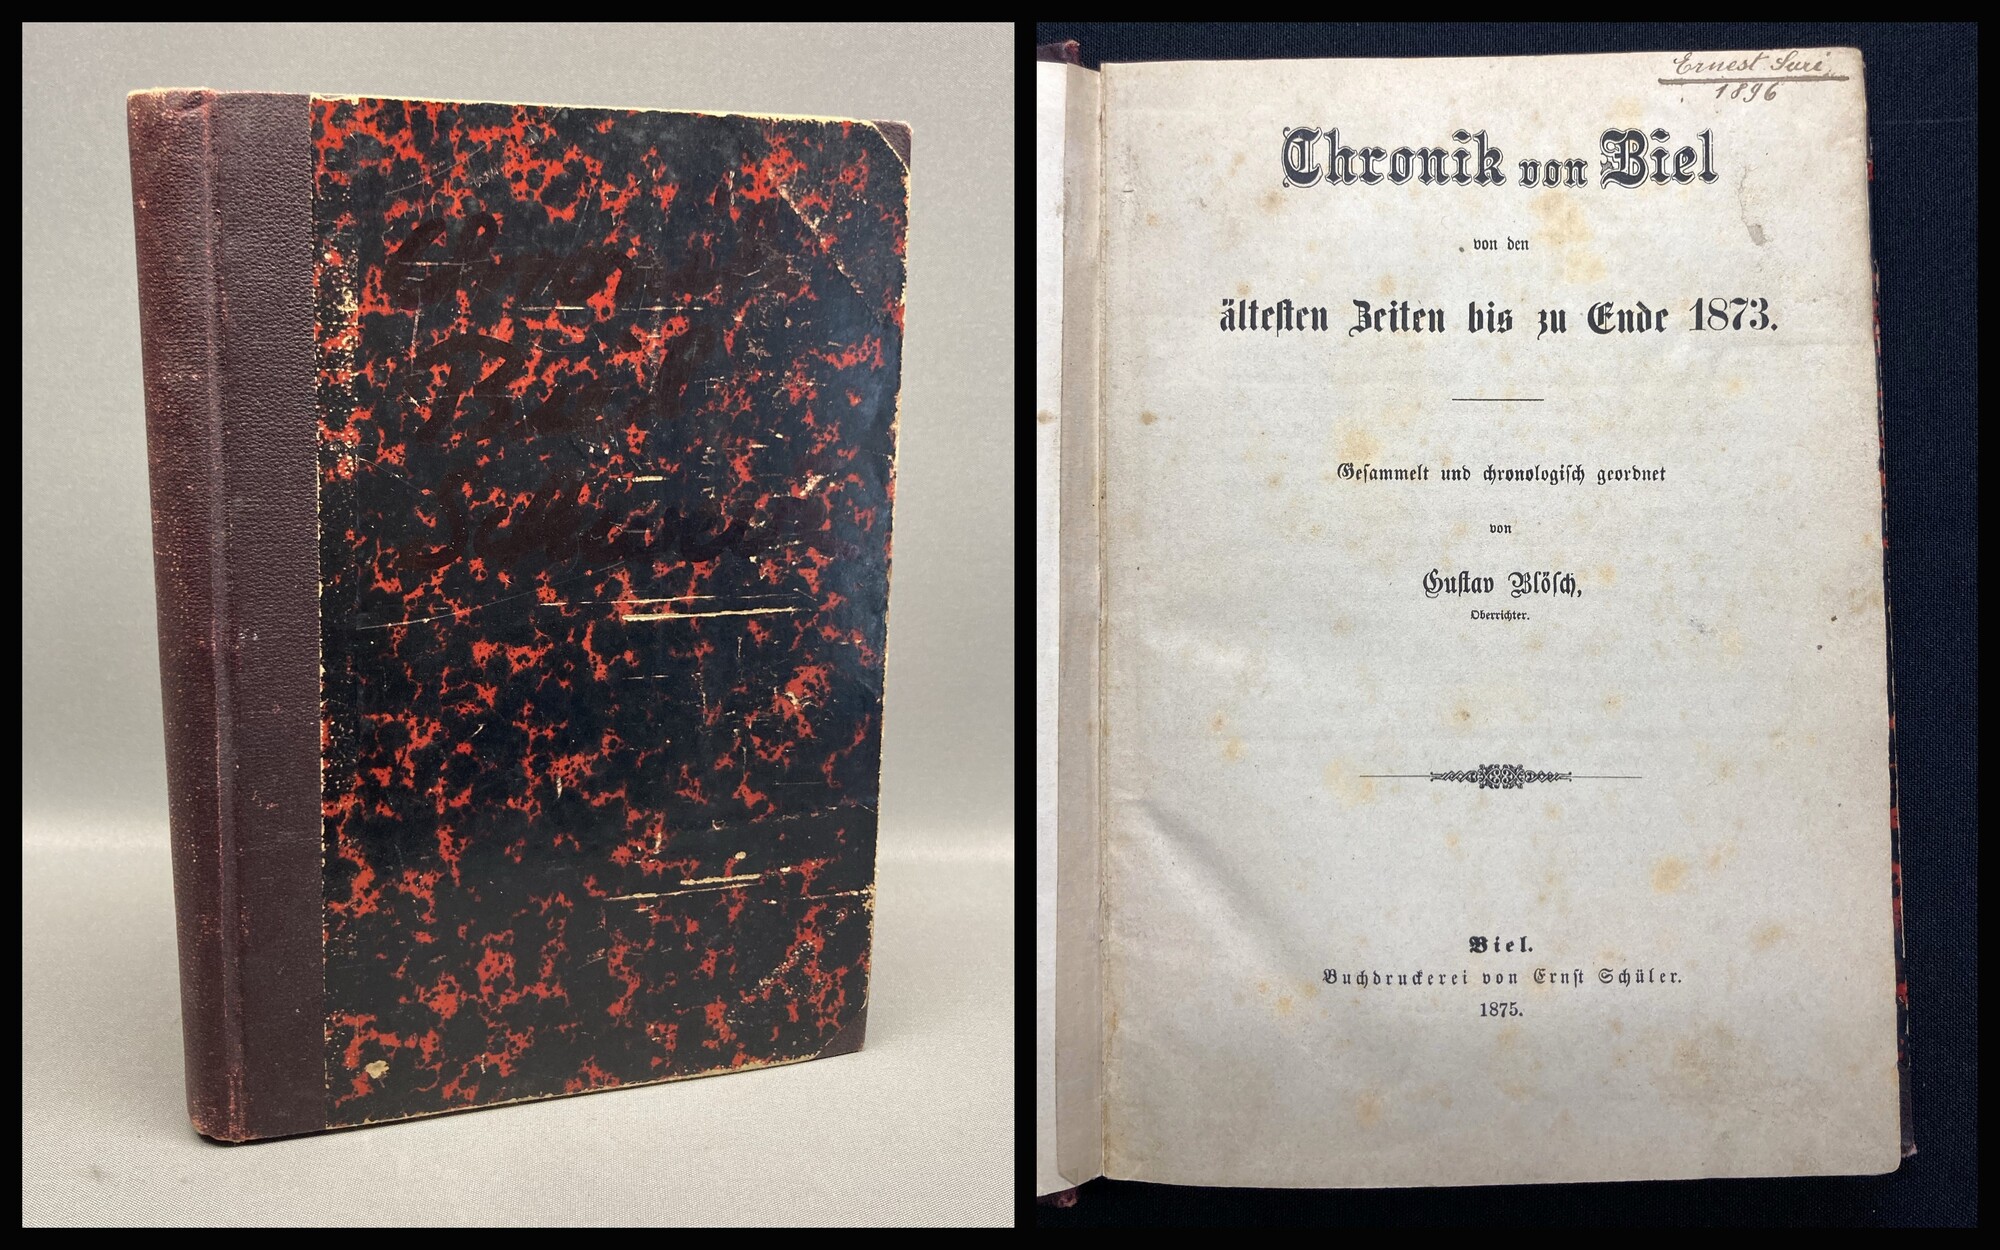 Ernest Suri
1896
Chronik von Biel
von den
ältesten Zeiten bis zu Ende 1873.
Gesammelt und chronologisch geordnet
von
Gustav Blösch,
Oberrichter.
Biel.
Buchdruckerei von Ernst Schüler.
1875.